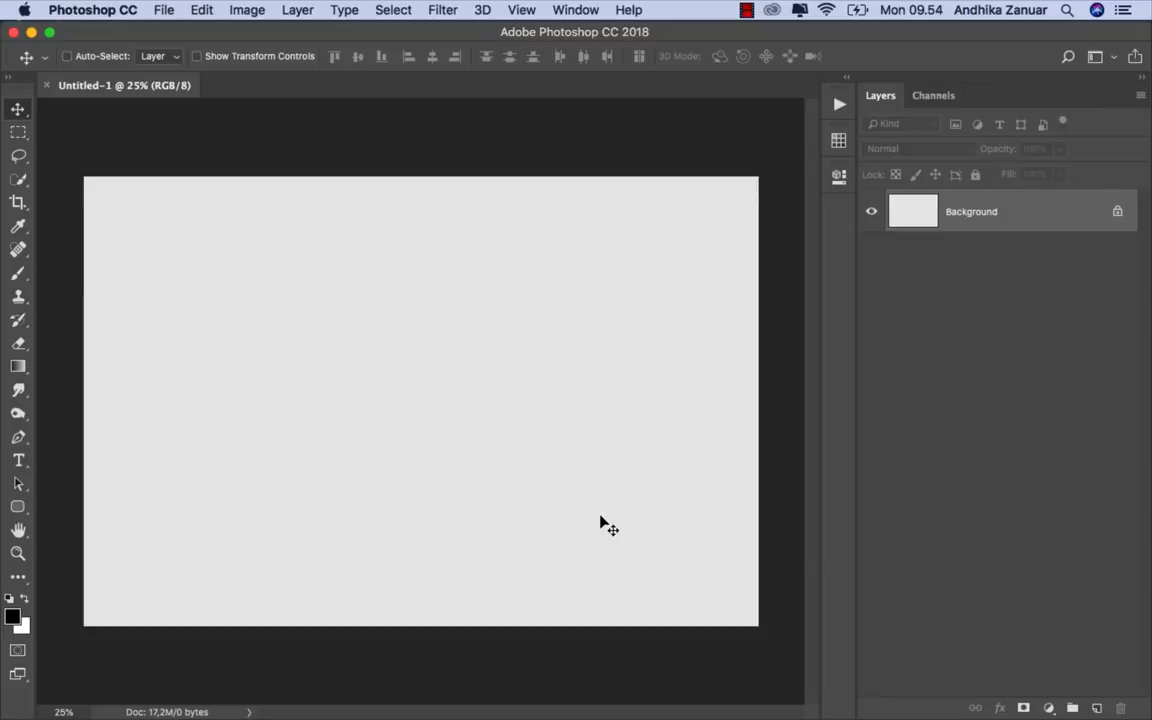 Photoshop CC File Edit Image Layer Type Select Filter 3D View Window Help Mon 09.54 Andhika Zanuar
Adobe Photoshop CC 2018
Auto-Select: Layer Show Transform Controls 3D Mode:
Untitled-1 @ 25% (RGB/8)
Layers Channels
Kind
Normal Opacity: 100%
Lock: Fill: 100%
Background
25% Doc: 17,2M/0 bytes